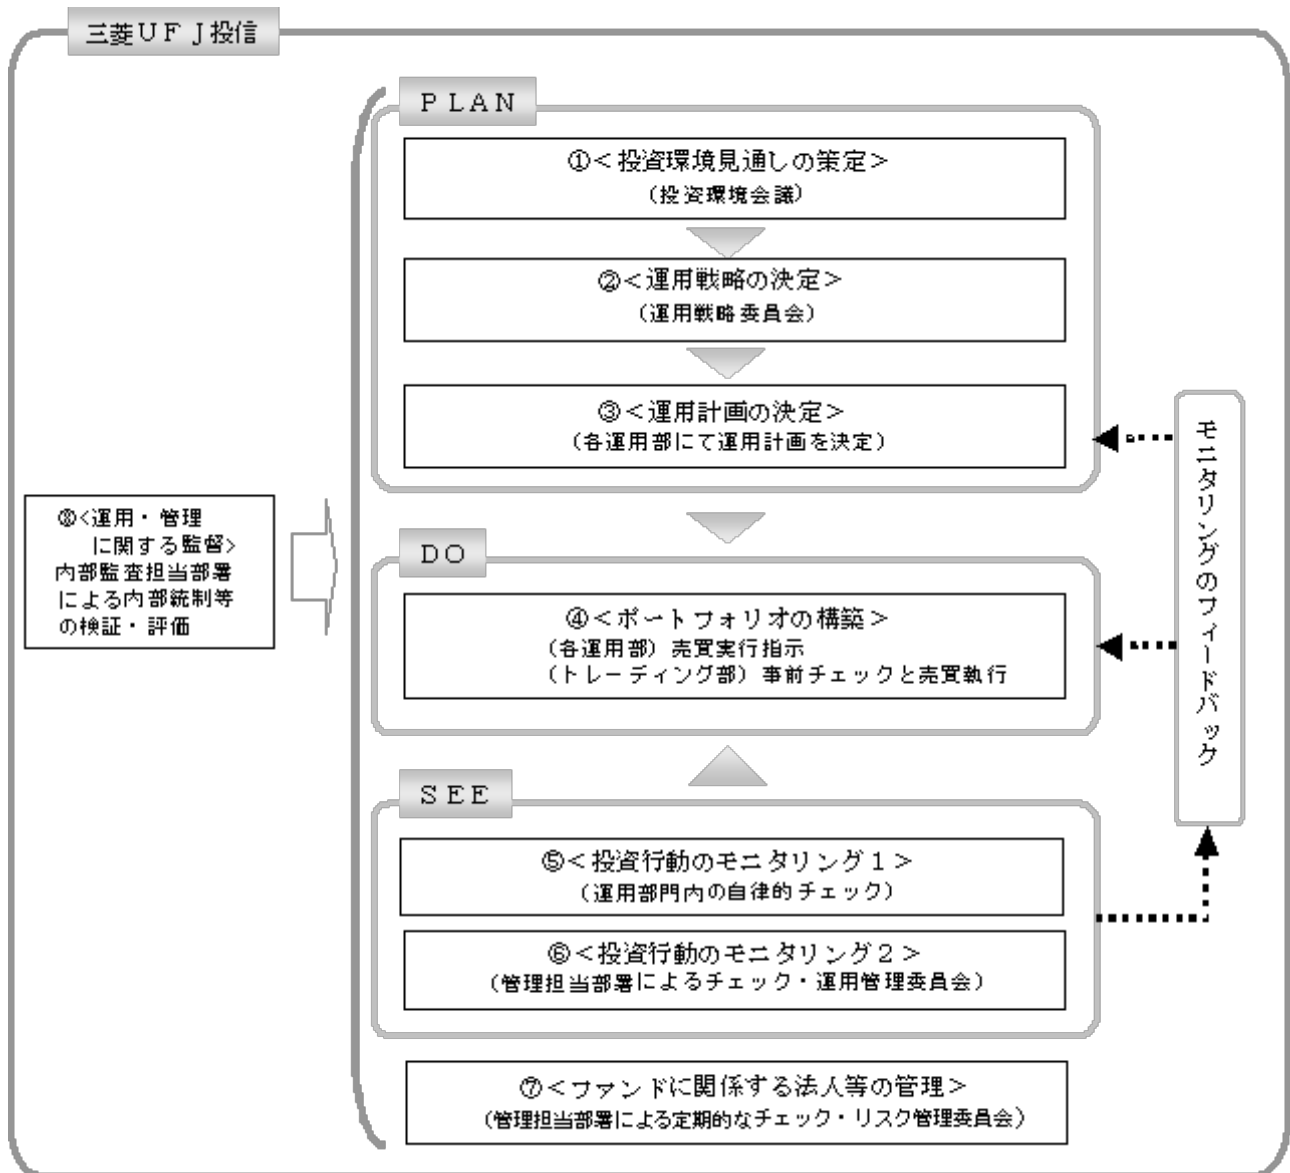 三菱ＵＦＪ投信
ＰＬＡＮ
①＜投資環境見通しの策定＞
（投資環境会議）
②＜運用戦略の決定＞
（運用戦略委員会）
③＜運用計画の決定＞
（各運用部にて運用計画を決定）
モニタリングのフィードバック
⑧<運用・管理
に関する監督>
内部監査担当部署
による内部統制等
の検証・評価
ＤＯ
④＜ポートフォリオの構築＞
（各運用部）売買実行指示
（トレーディング部）事前チェックと売買執行
ＳＥＥ
⑤＜投資行動のモニタリング１＞
（運用部門内の自律的チェック）
⑥＜投資行動のモニタリング２＞
（管理担当部署によるチェック・運用管理委員会）
⑦＜ファンドに関係する法人等の管理＞
（管理担当部署による定期的なチェック・リスク管理委員会）